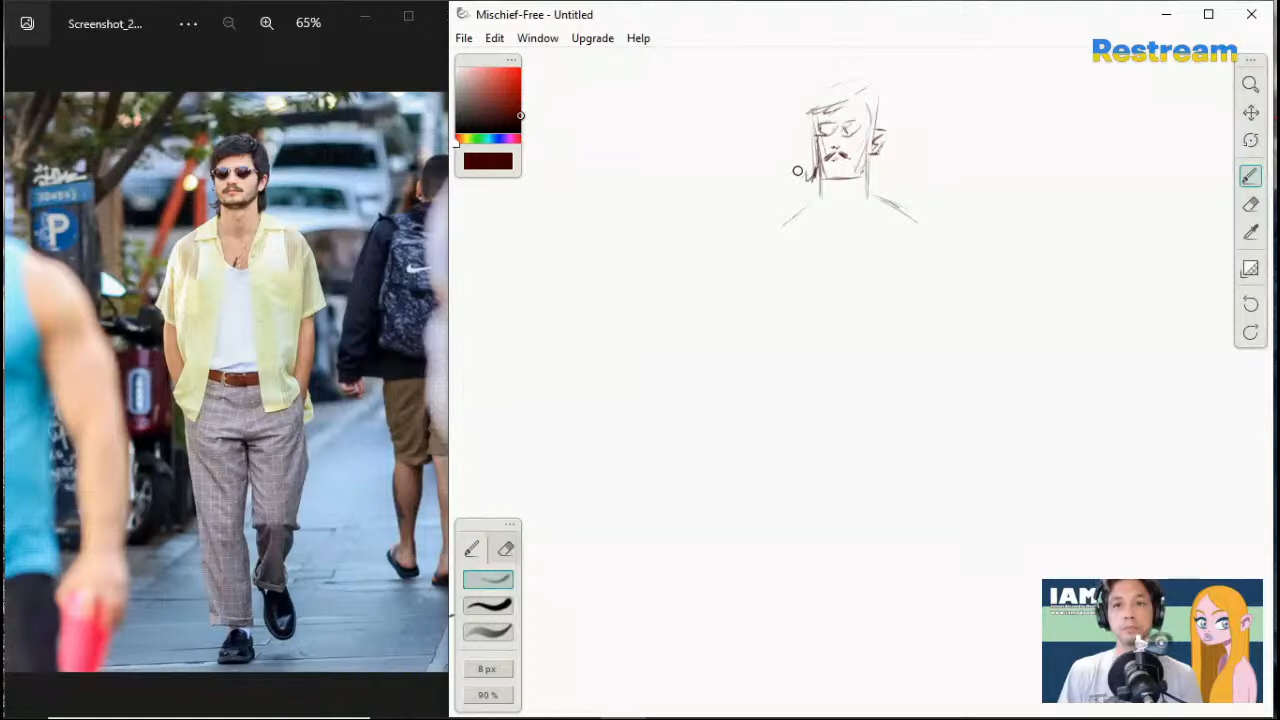 Screenshot_2...
65%
Mischief-Free - Untitled
File Edit Window Upgrade Help
Restream
P
8 px
90 %
IAM